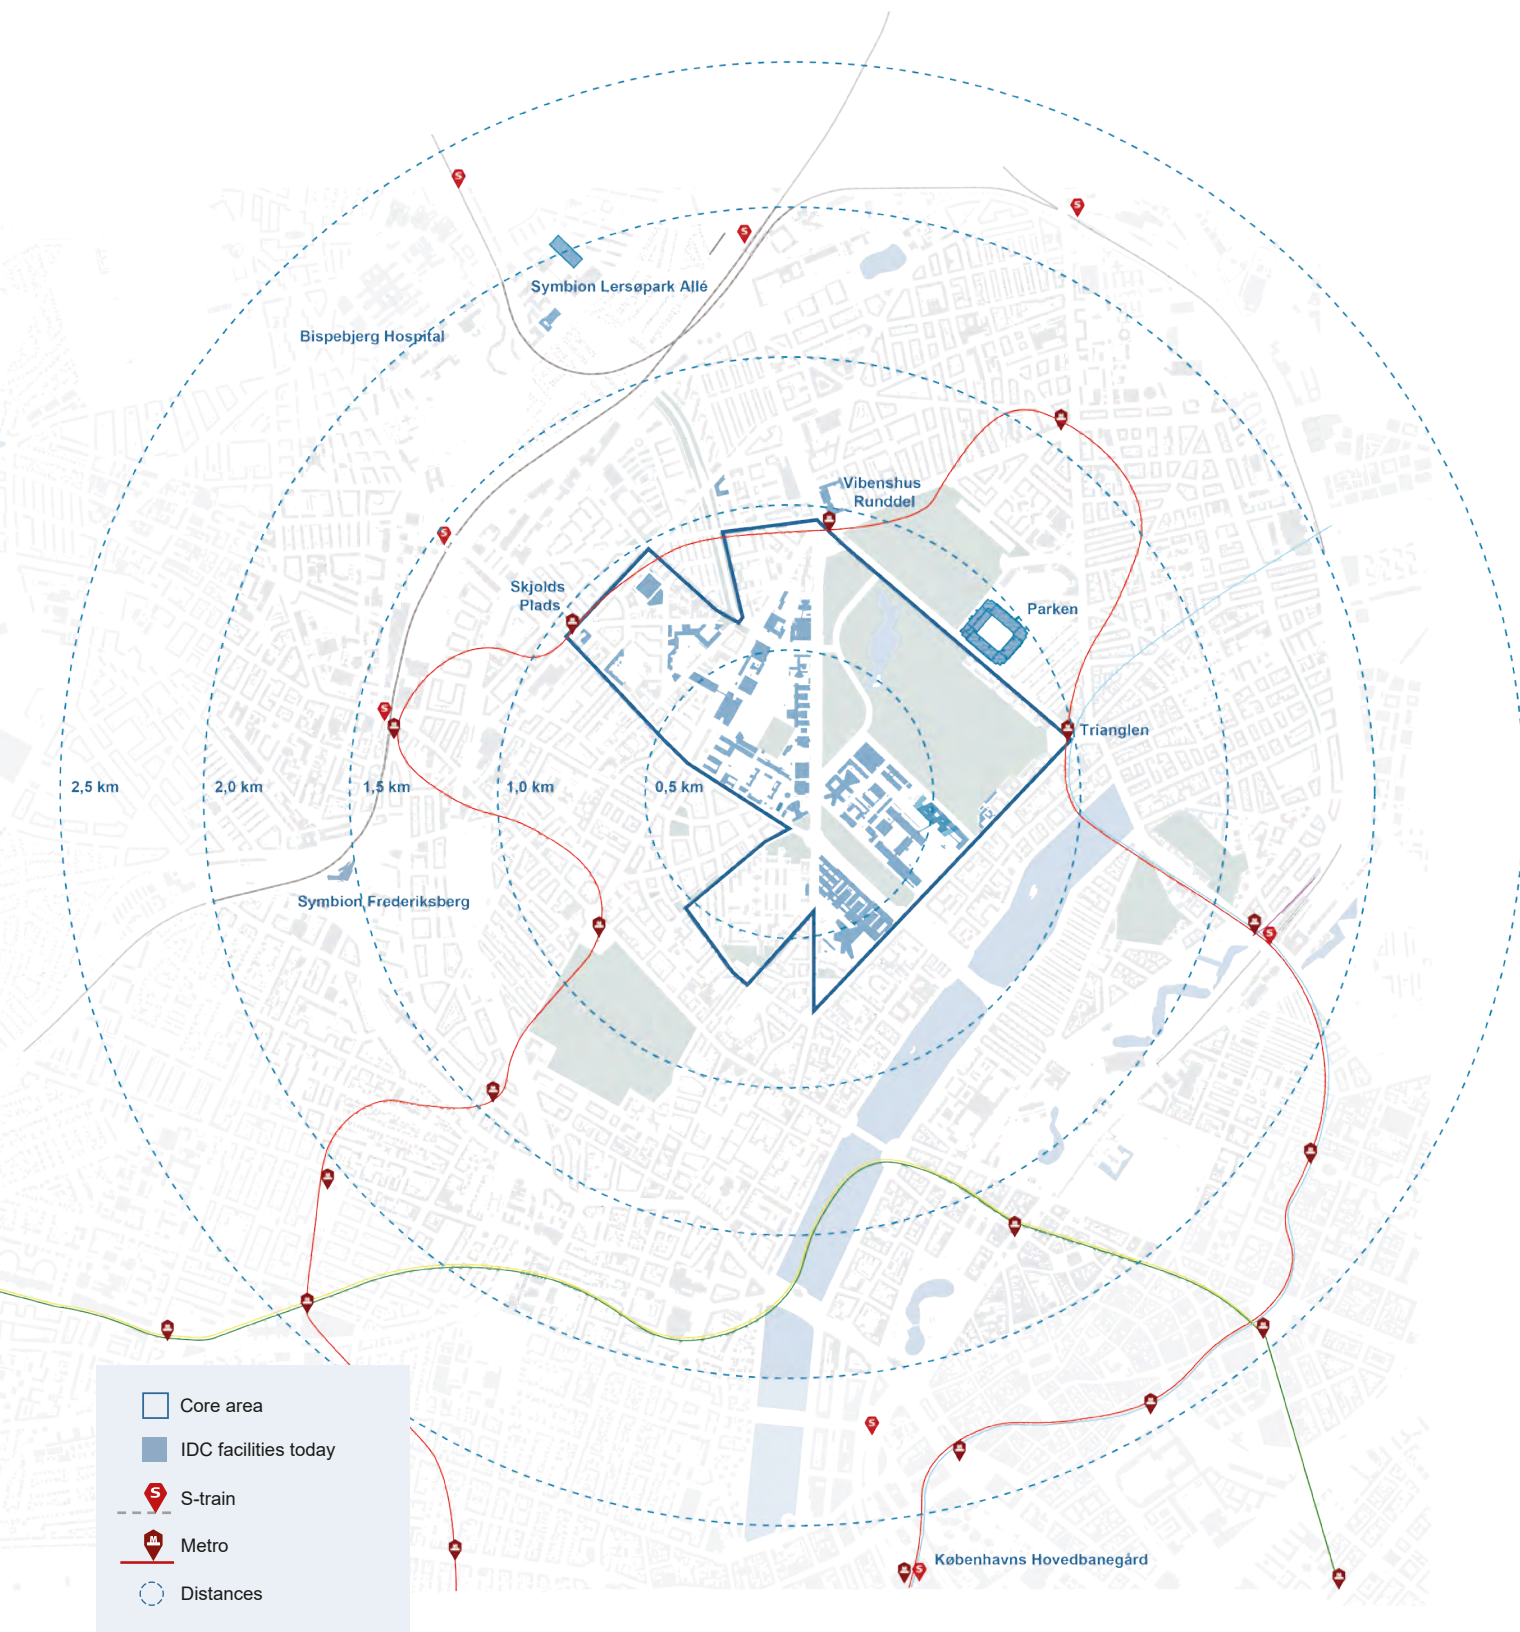 Symbion Lersøpark Allé
Bispebjerg Hospital
Vibenshus
Runddel
Skjolds
Plads
Parken
Trianglen
2,5 km
2,0 km
1,5 km
1,0 km
0,5 km
Symbion Frederiksberg
Københavns Hovedbanegård
Core area
IDC facilities today
S
S-train
M
Metro
Distances